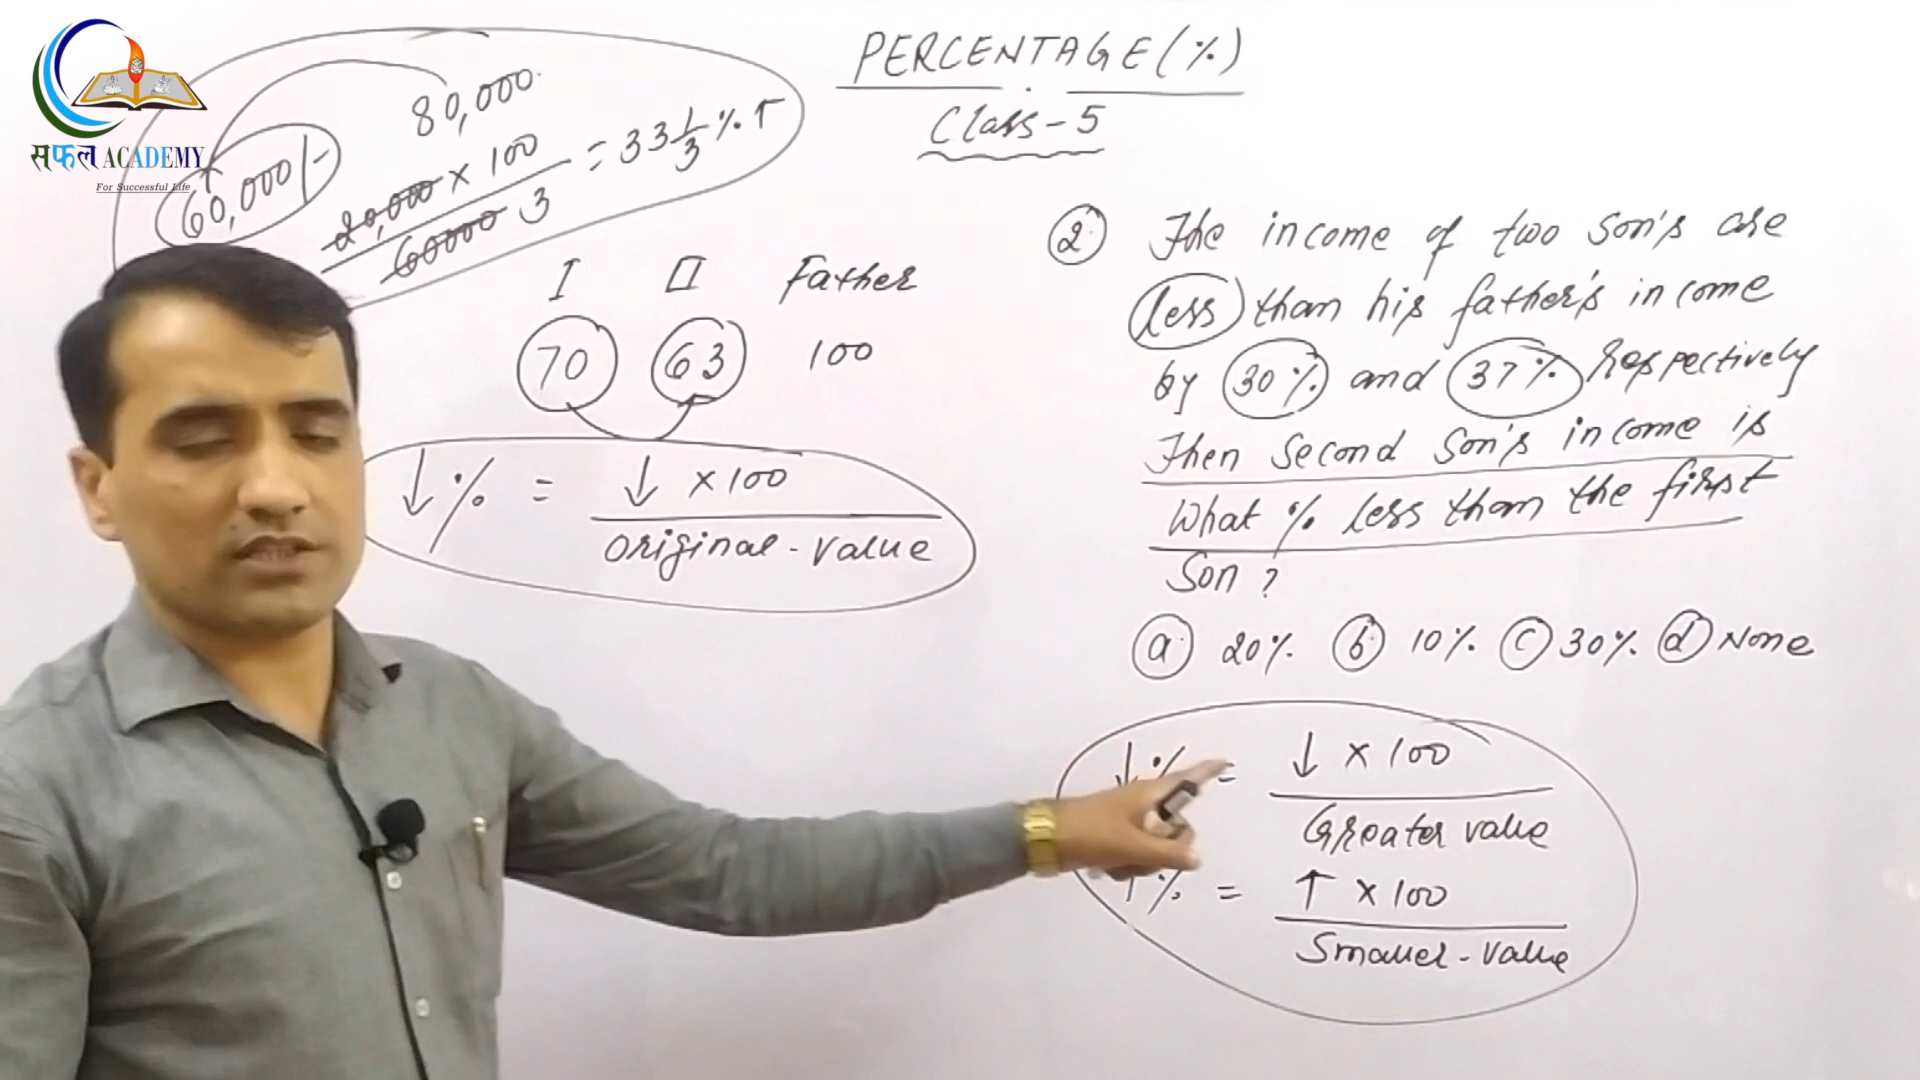 सफल ACADEMY
For Successful Life
80,000
60,000/-
20,000 × 100
60000 3
= 33 1/3 % ↑
PERCENTAGE (%)
Class - 5
I II Father
70 63 100
↓ % = ↓ × 100
original - value
② The income of two Son's are
less than his father's income
by 30% and 37% respectively
Then Second Son's income is
What % less than the first
Son ?
ⓐ 20% ⓑ 10% ⓒ 30% ⓓ None
↓ % = ↓ × 100
Greater value
↑ % = ↑ × 100
Smaller - value